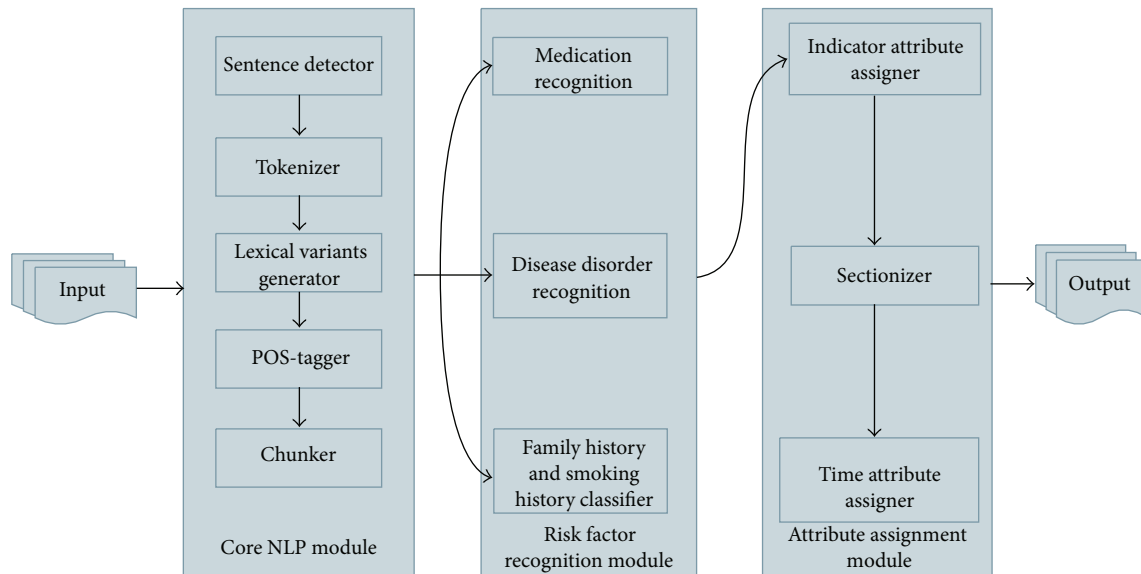 Input
Sentence detector
Tokenizer
Lexical variants
generator
POS-tagger
Chunker
Core NLP module
Medication
recognition
Disease disorder
recognition
Family history
and smoking
history classifier
Risk factor
recognition module
Indicator attribute
assigner
Sectionizer
Time attribute
assigner
Attribute assignment
module
Output